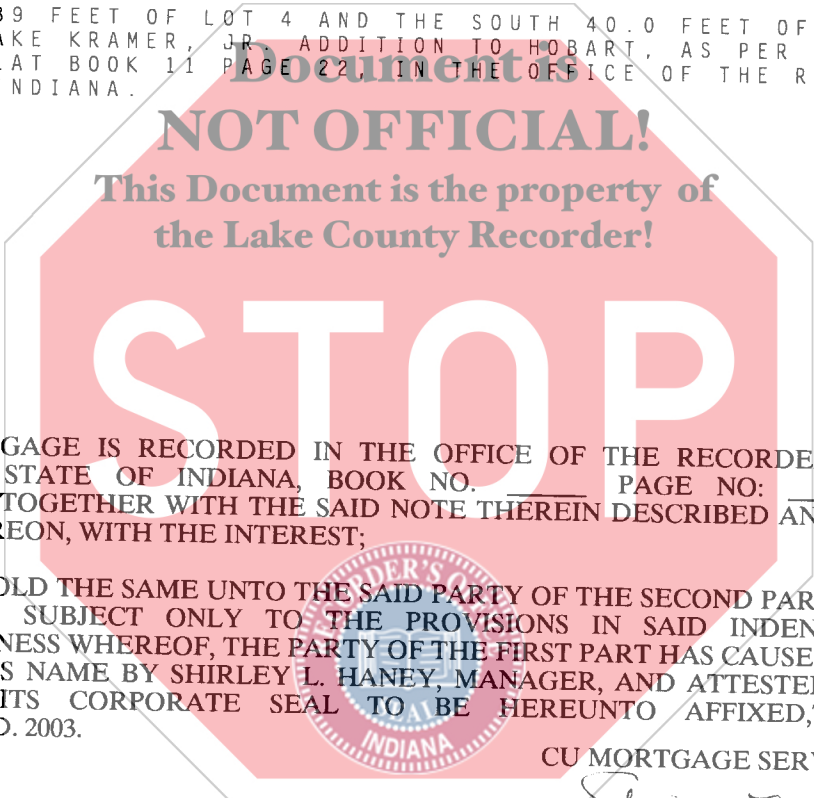 39 FEET OF LOT 4 AND THE SOUTH 40.0 FEET OF
AKE KRAMER, JR. ADDITION TO HOBART, AS PER
LAT BOOK 11 PAGE 22, IN THE OFFICE OF THE R
NDIANA.
Document is
NOT OFFICIAL!
This Document is the property of
the Lake County Recorder!
STOP
GAGE IS RECORDED IN THE OFFICE OF THE RECORDE
STATE OF INDIANA, BOOK NO. _____ PAGE NO: __
TOGETHER WITH THE SAID NOTE THEREIN DESCRIBED AN
REON, WITH THE INTEREST;
OLD THE SAME UNTO THE SAID PARTY OF THE SECOND PAR
SUBJECT ONLY TO THE PROVISIONS IN SAID INDEN
NESS WHEREOF, THE PARTY OF THE FIRST PART HAS CAUSE
S NAME BY SHIRLEY L. HANEY, MANAGER, AND ATTESTE
ITS CORPORATE SEAL TO BE HEREUNTO AFFIXED,
D. 2003.
RECORDER'S OFFICE
SEAL
INDIANA
CU MORTGAGE SER